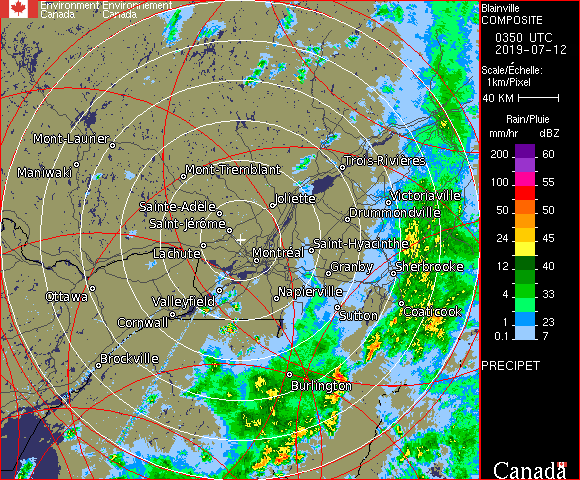 Environment Environnement
Canada Canada
Blainville
COMPOSITE
0350 UTC
2019-07-12
Scale/Échelle:
1km/Pixel
40 KM
Rain/Pluie
mm/hr dBZ
200 60
100 55
50 50
24 45
12 40
4 33
1 23
0.1 7
PRECIPET
Canada
Mont-Laurier
Maniwaki
Mont-Tremblant
Trois-Rivières
Sainte-Adèle
Joliette
Victoriaville
Saint-Jérôme
Drummondville
Lachute
Montréal
Saint-Hyacinthe
Granby
Sherbrooke
Ottawa
Valleyfield
Napierville
Cornwall
Sutton
Coaticook
Brockville
Burlington